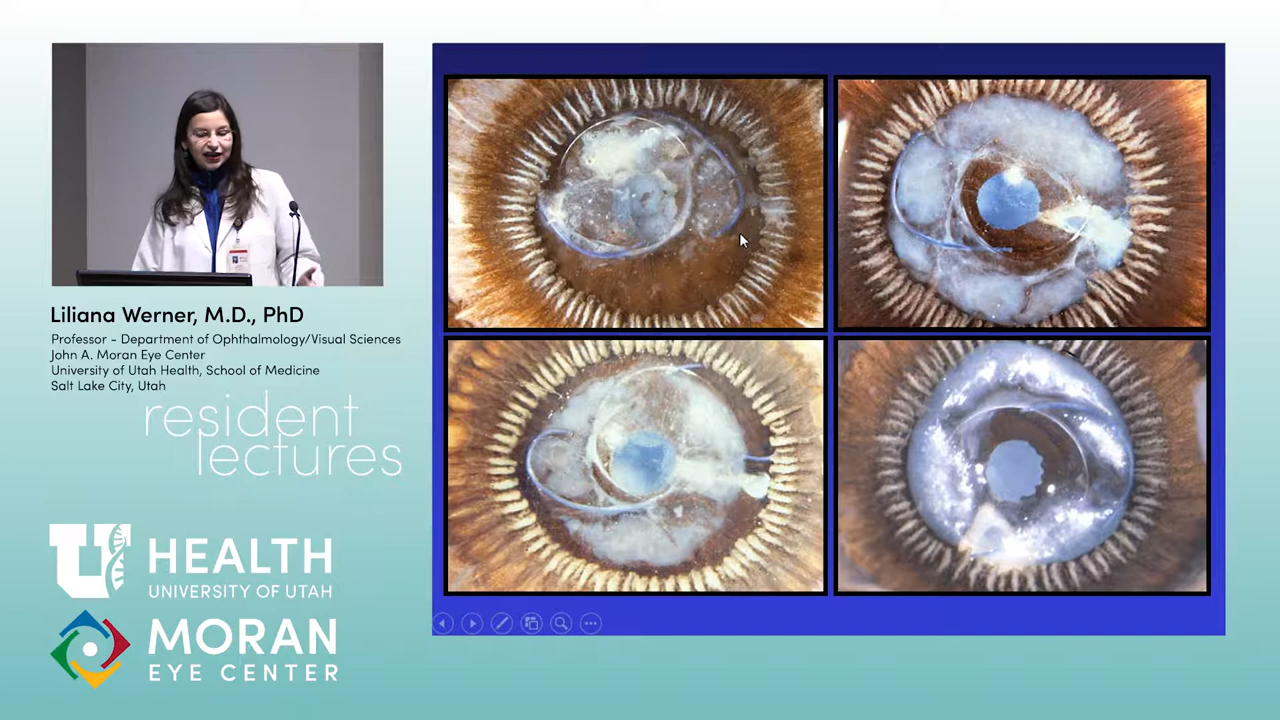 Liliana Werner, M.D., PhD
Professor - Department of Ophthalmology/Visual Sciences
John A. Moran Eye Center
University of Utah Health, School of Medicine
Salt Lake City, Utah
resident
lectures
U HEALTH
UNIVERSITY OF UTAH
MORAN
EYE CENTER